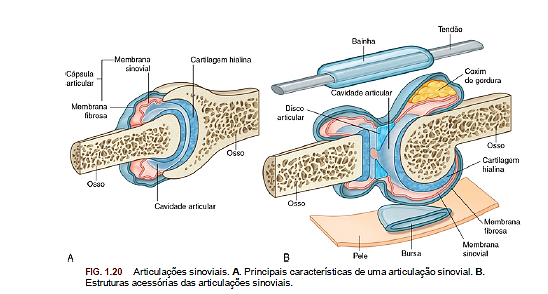 Membrana
sinovial
Cartilagem hialina
Cápsula
articular
Membrana
fibrosa
Osso
Osso
Cavidade articular
A
Tendão
Bainha
Coxim
de gordura
Cavidade articular
Disco
articular
Osso
Cartilagem
hialina
Osso
Membrana
fibrosa
Membrana
sinovial
Bursa
Pele
B
FIG. 1.20 Articulações sinoviais. A. Principais características de uma articulação sinovial. B.
Estruturas acessórias das articulações sinoviais.